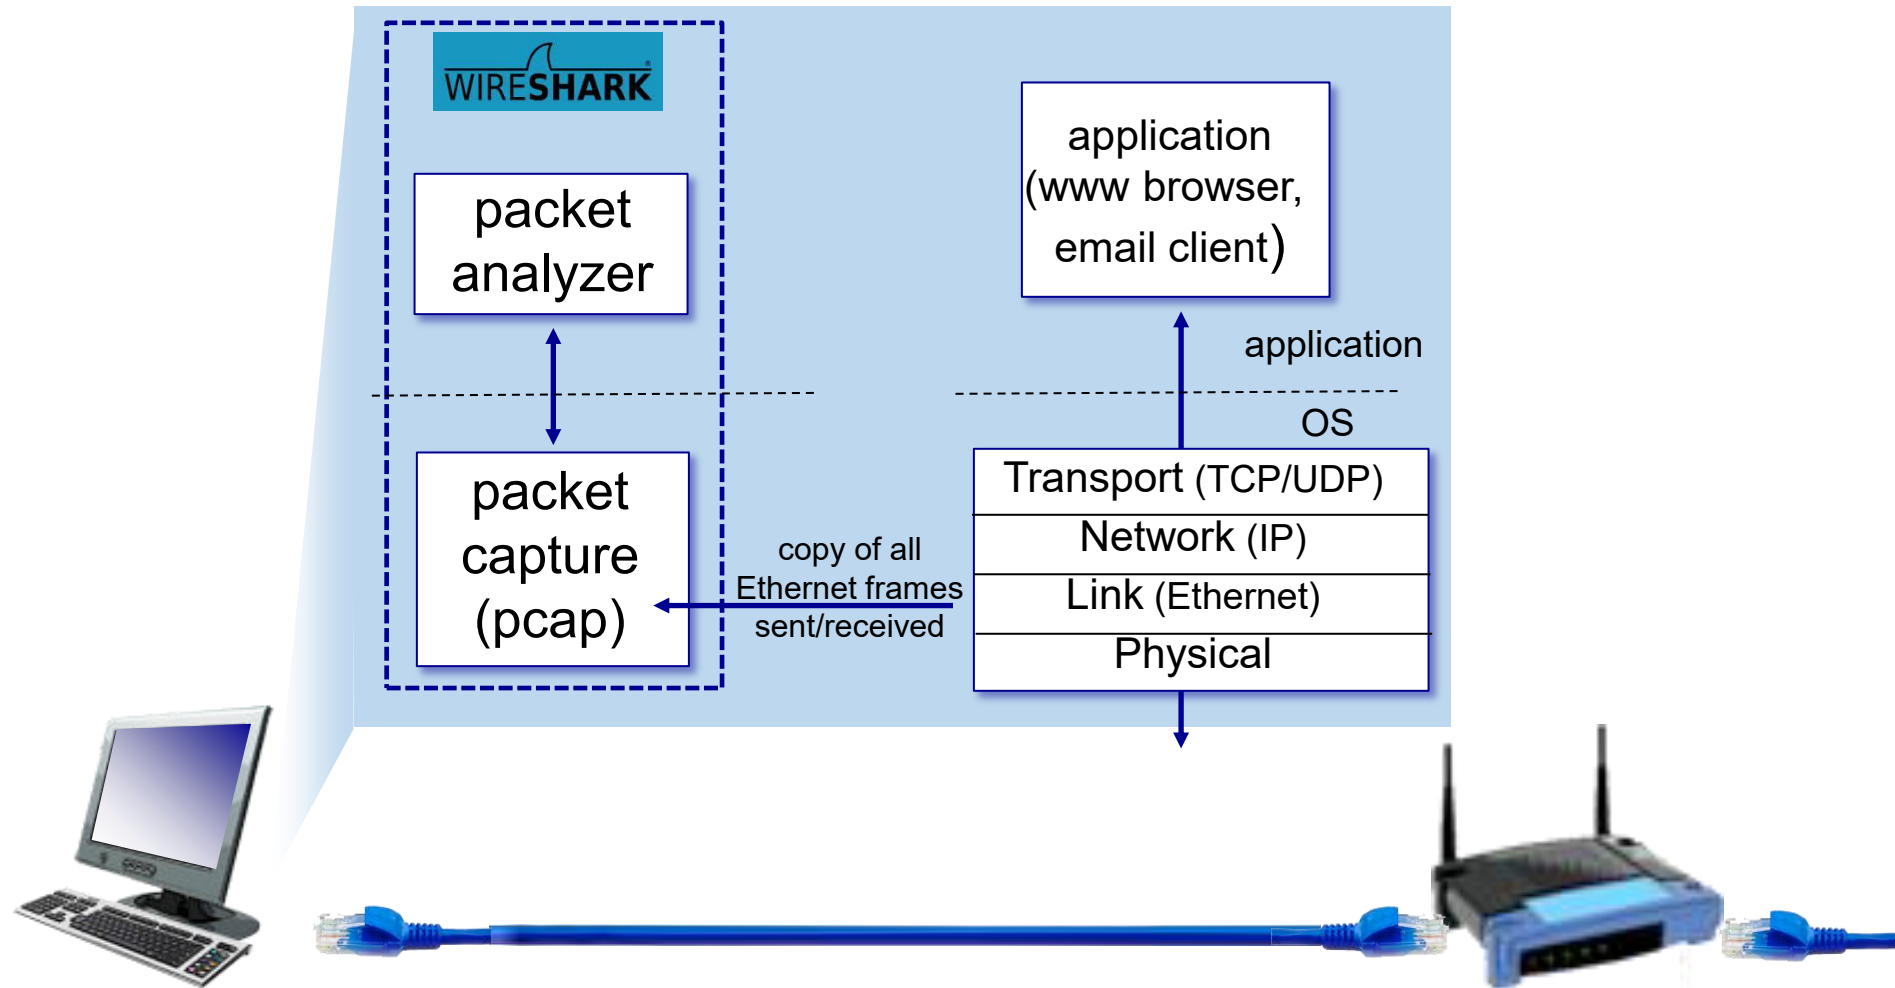 WIRESHARK
packet
analyzer
packet
capture
(pcap)
copy of all
Ethernet frames
sent/received
application
(www browser,
email client)
application
OS
Transport (TCP/UDP)
Network (IP)
Link (Ethernet)
Physical